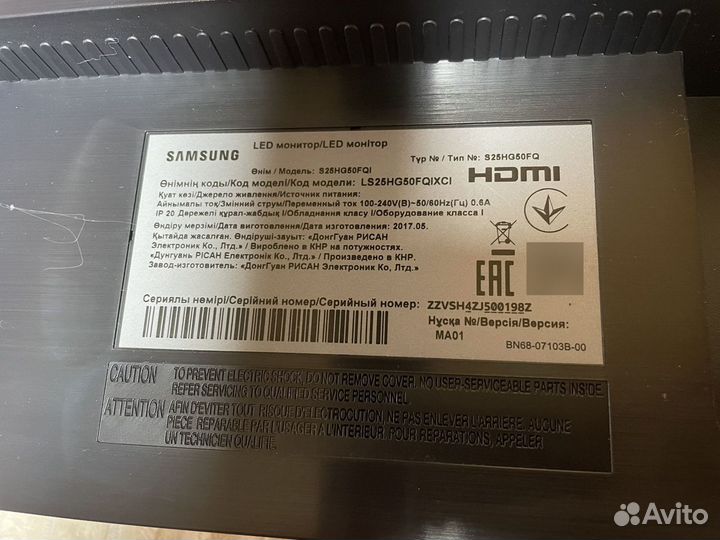 SAMSUNG
LED монитор/LED монітор
Өнім / Модель: S25HG50FQI
Түр № / Тип №: S25HG50FQ
Өнімнің коды/Код моделі/Код модели: LS25HG50FQIXCI
HDMI
Қуат көзі/Джерело живлення/Источник питания:
Айнымалы ток/Змінний струм/Переменный ток 100-240V(В)~50/60Hz(Гц) 0.6A
IP 20 Дережелі құрал-жабдық I/Обладнання класу I/Оборудование класса I
Өндіру мерзімі/Дата виготовлення/Дата изготовления: 2017.05.
Қытайда жасалған. Өндіруші-зауыт: «ДонгГуан РИСАН
Электроник Ко., Лтд.» / Вироблено в КНР на потужностях.
«Дунгуань РІСАН Електронік Ко., Лтд.» / Произведено в КНР.
Завод-изготовитель: «ДонгГуан РИСАН Электроник Ко., Лтд.»
EAC
Сериялы немірі/Серійний номер/Серийный номер: ZZVSH4ZJ500198Z
Нұсқа №/Версія/Версия:
MA01
BN68-07103B-00
CAUTION TO PREVENT ELECTRIC SHOCK, DO NOT REMOVE COVER. NO USER-SERVICEABLE PARTS INSIDE
REFER SERVICING TO QUALIFIED SERVICE PERSONNEL
ATTENTION AFIN D'EVITER TOUT RISQUE D'ELECTROCUTION, NE PAS ENLEVER L'ARRIERE, AUCUNE
PIECE REPARABLE PAR L'USAGER A L'INTERIEUR, POUR REPARATIONS, APPELER
UN TECHNICIEN QUALIFIE.
Avito